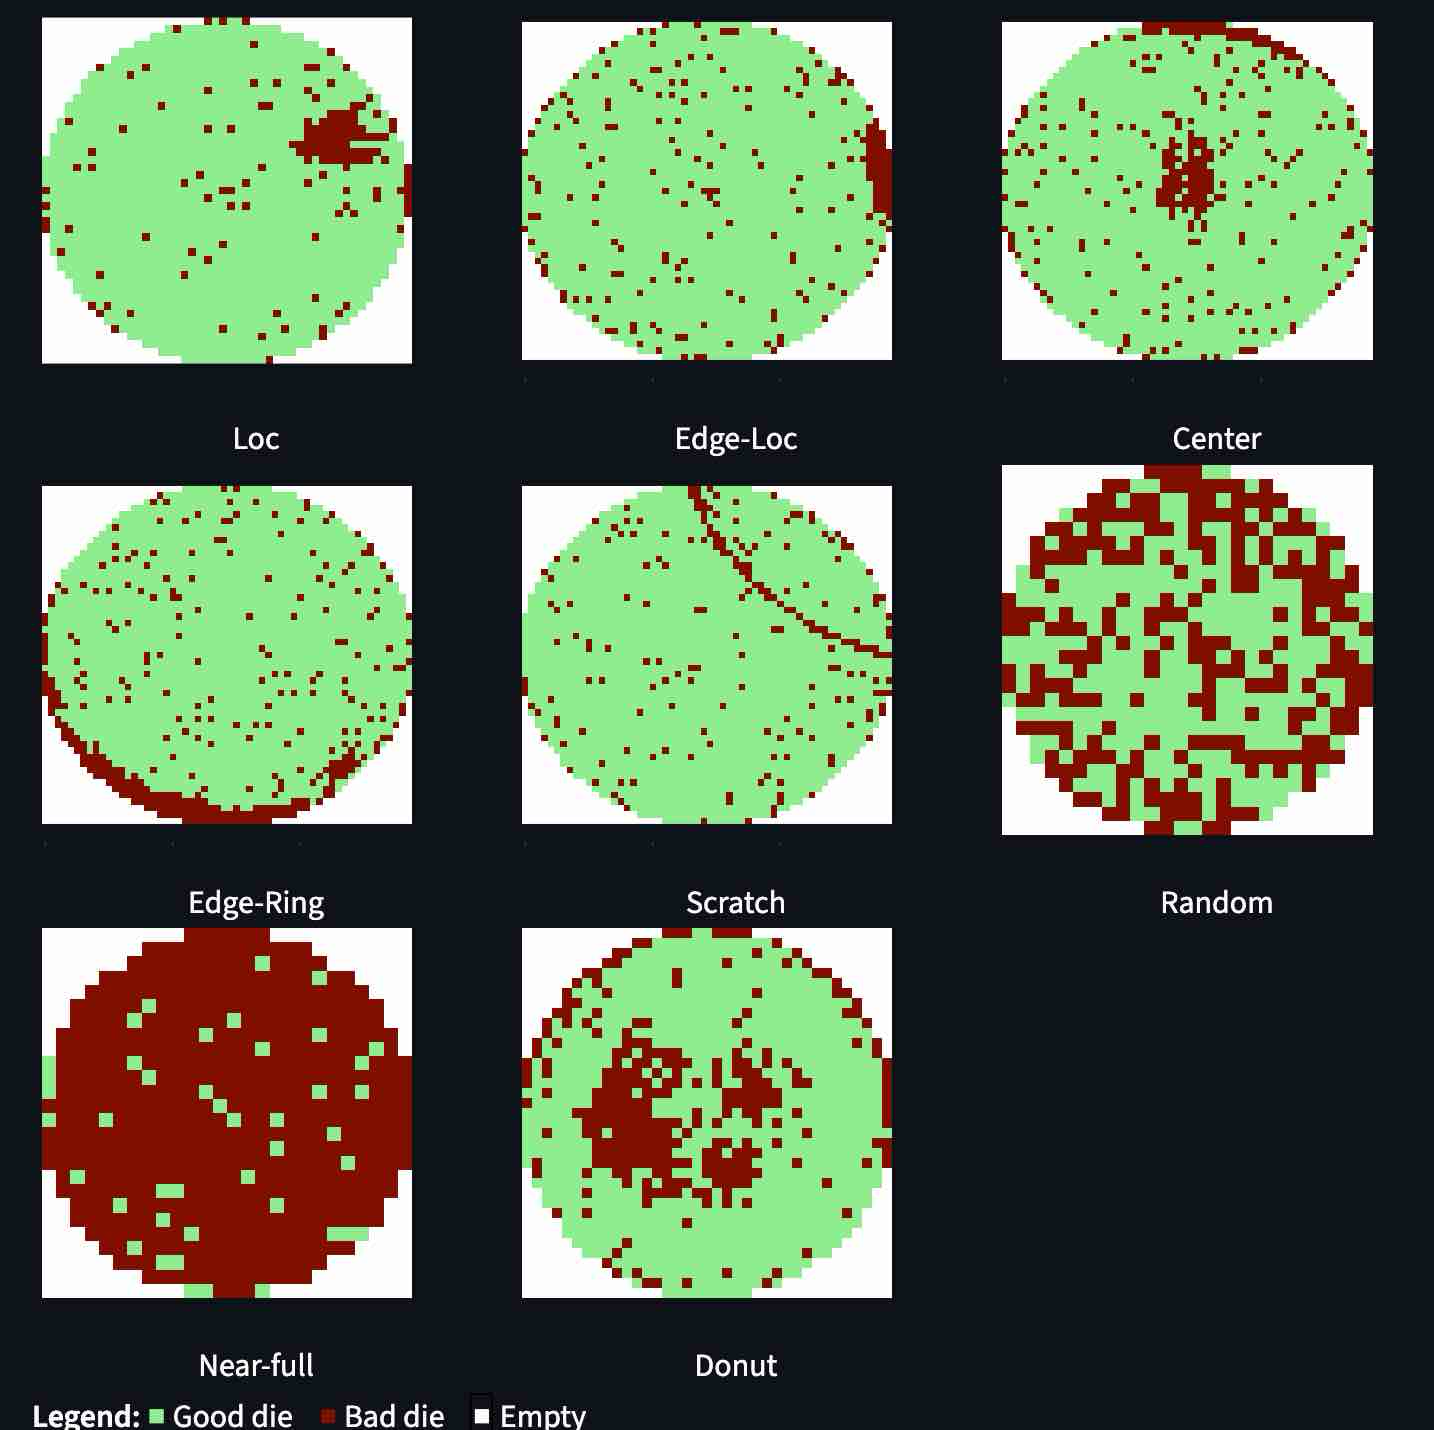 Loc
Edge-Loc
Center
Edge-Ring
Scratch
Random
Near-full
Donut
Legend: Good die Bad die Empty